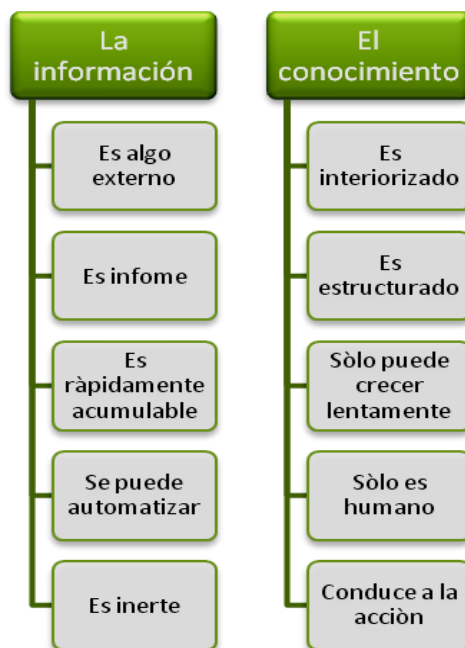 La
información
Es algo
externo
Es infome
Es
ràpidamente
acumulable
Se puede
automatizar
Es inerte
El
conocimiento
Es
interiorizado
Es
estructurado
Sòlo puede
crecer
lentamente
Sòlo es
humano
Conduce a la
acciòn